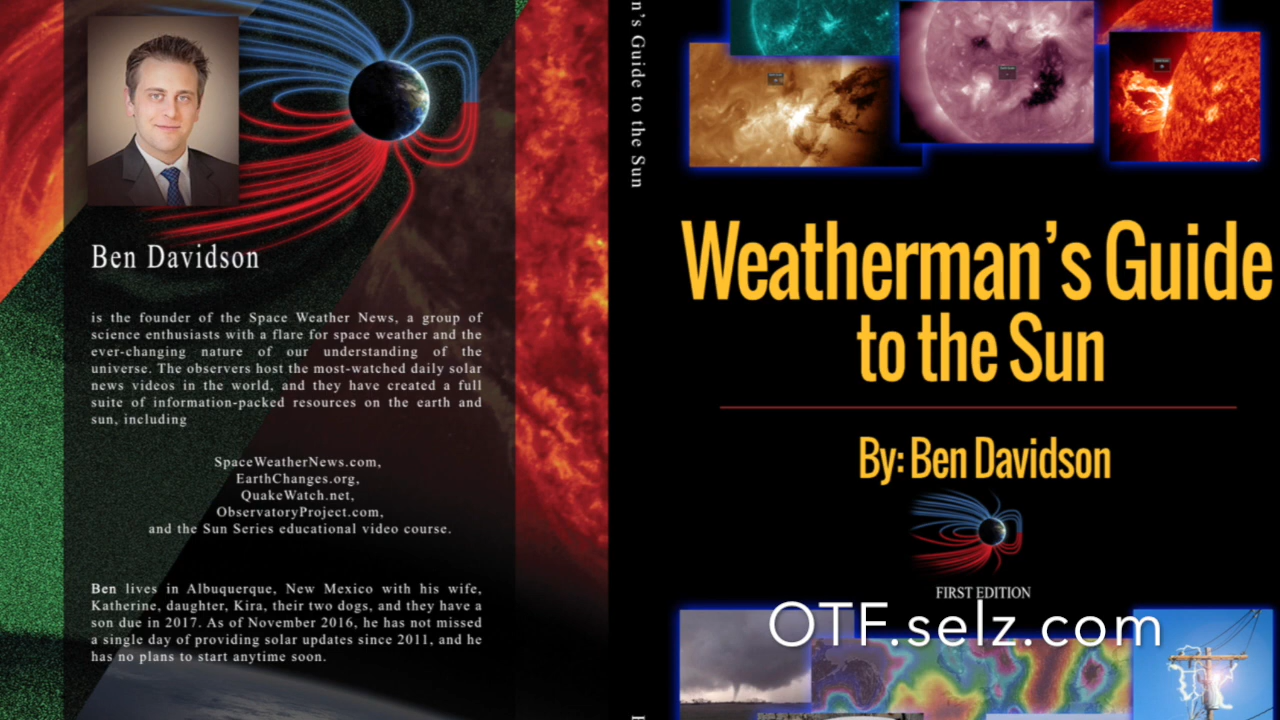 Ben Davidson
is the founder of the Space Weather News, a group of
science enthusiasts with a flare for space weather and the
ever-changing nature of our understanding of the
universe. The observers host the most-watched daily solar
news videos in the world, and they have created a full
suite of information-packed resources on the earth and
sun, including
SpaceWeatherNews.com,
EarthChanges.org,
QuakeWatch.net,
ObservatoryProject.com,
and the Sun Series educational video course.
Ben lives in Albuquerque, New Mexico with his wife,
Katherine, daughter, Kira, their two dogs, and they have a
son due in 2017. As of November 2016, he has not missed
a single day of providing solar updates since 2011, and he
has no plans to start anytime soon.
n's Guide to the Sun
Weatherman's Guide
to the Sun
By: Ben Davidson
FIRST EDITION
OTF.selz.com